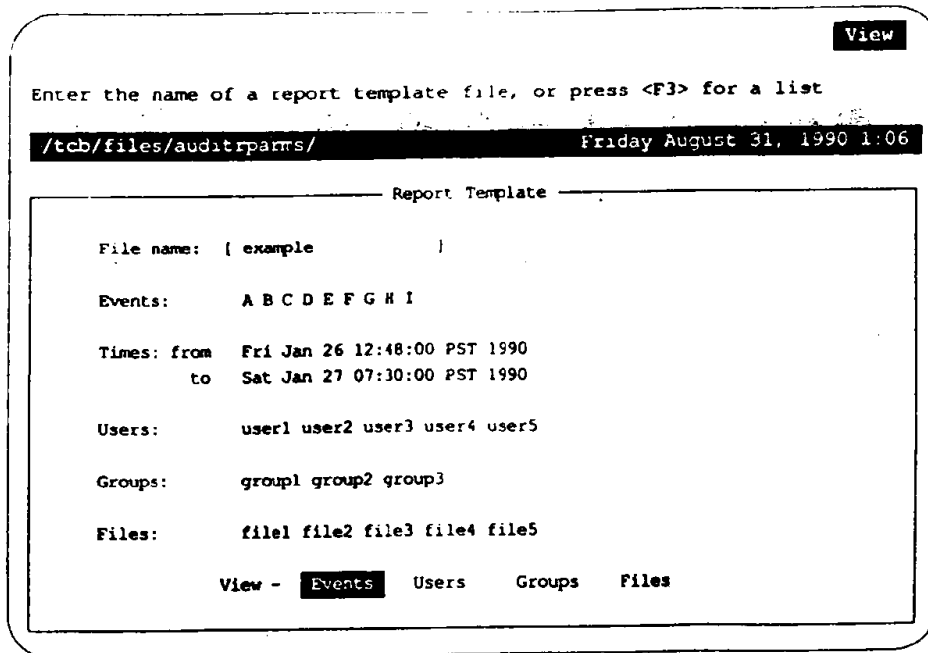 View
Enter the name of a report template file, or press <F3> for a list
/tcb/files/auditrparms/ Friday August 31, 1990 1:06
Report Template
File name: [ example ]
Events: A B C D E F G H I
Times: from Fri Jan 26 12:48:00 PST 1990
to Sat Jan 27 07:30:00 PST 1990
Users: user1 user2 user3 user4 user5
Groups: group1 group2 group3
Files: file1 file2 file3 file4 file5
View - Events Users Groups Files